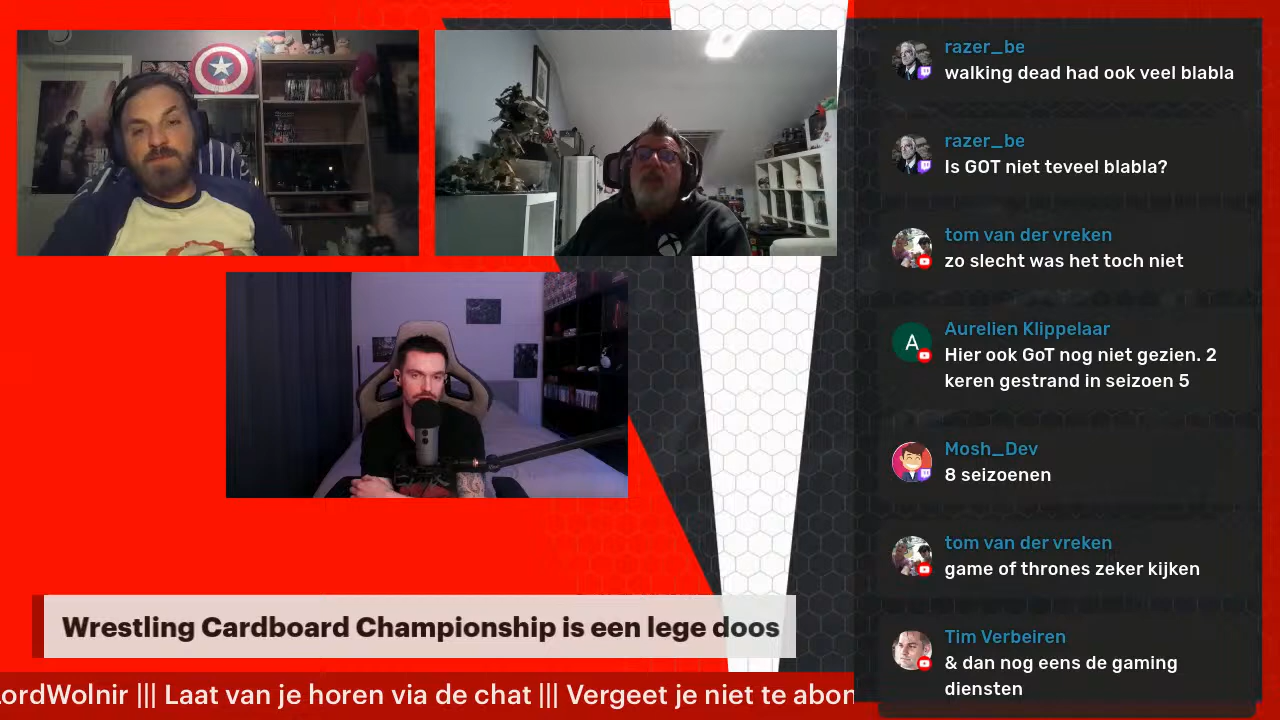 razer_be
walking dead had ook veel blabla
razer_be
Is GOT niet teveel blabla?
tom van der vreken
zo slecht was het toch niet
A
Aurelien Klippelaar
Hier ook GoT nog niet gezien. 2
keren gestrand in seizoen 5
Mosh_Dev
8 seizoenen
tom van der vreken
game of thrones zeker kijken
Tim Verbeiren
& dan nog eens de gaming
diensten
Wrestling Cardboard Championship is een lege doos
LordWolnir ||| Laat van je horen via de chat ||| Vergeet je niet te abon